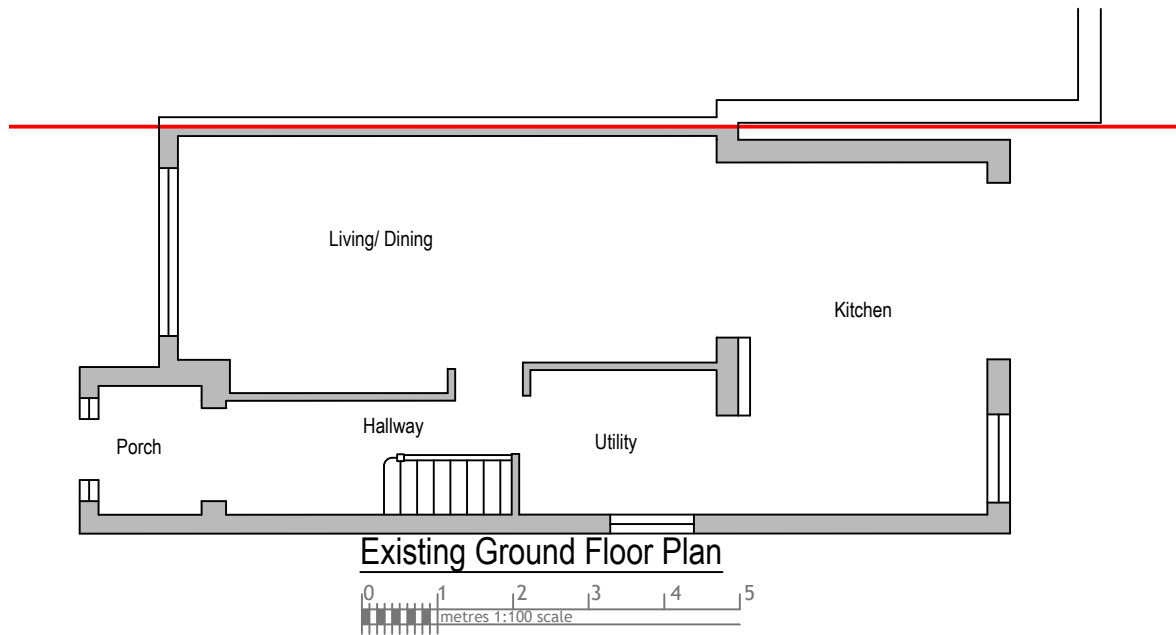 Living/ Dining
Kitchen
Hallway
Porch
Utility
Existing Ground Floor Plan
0 1 2 3 4 5
metres 1:100 scale